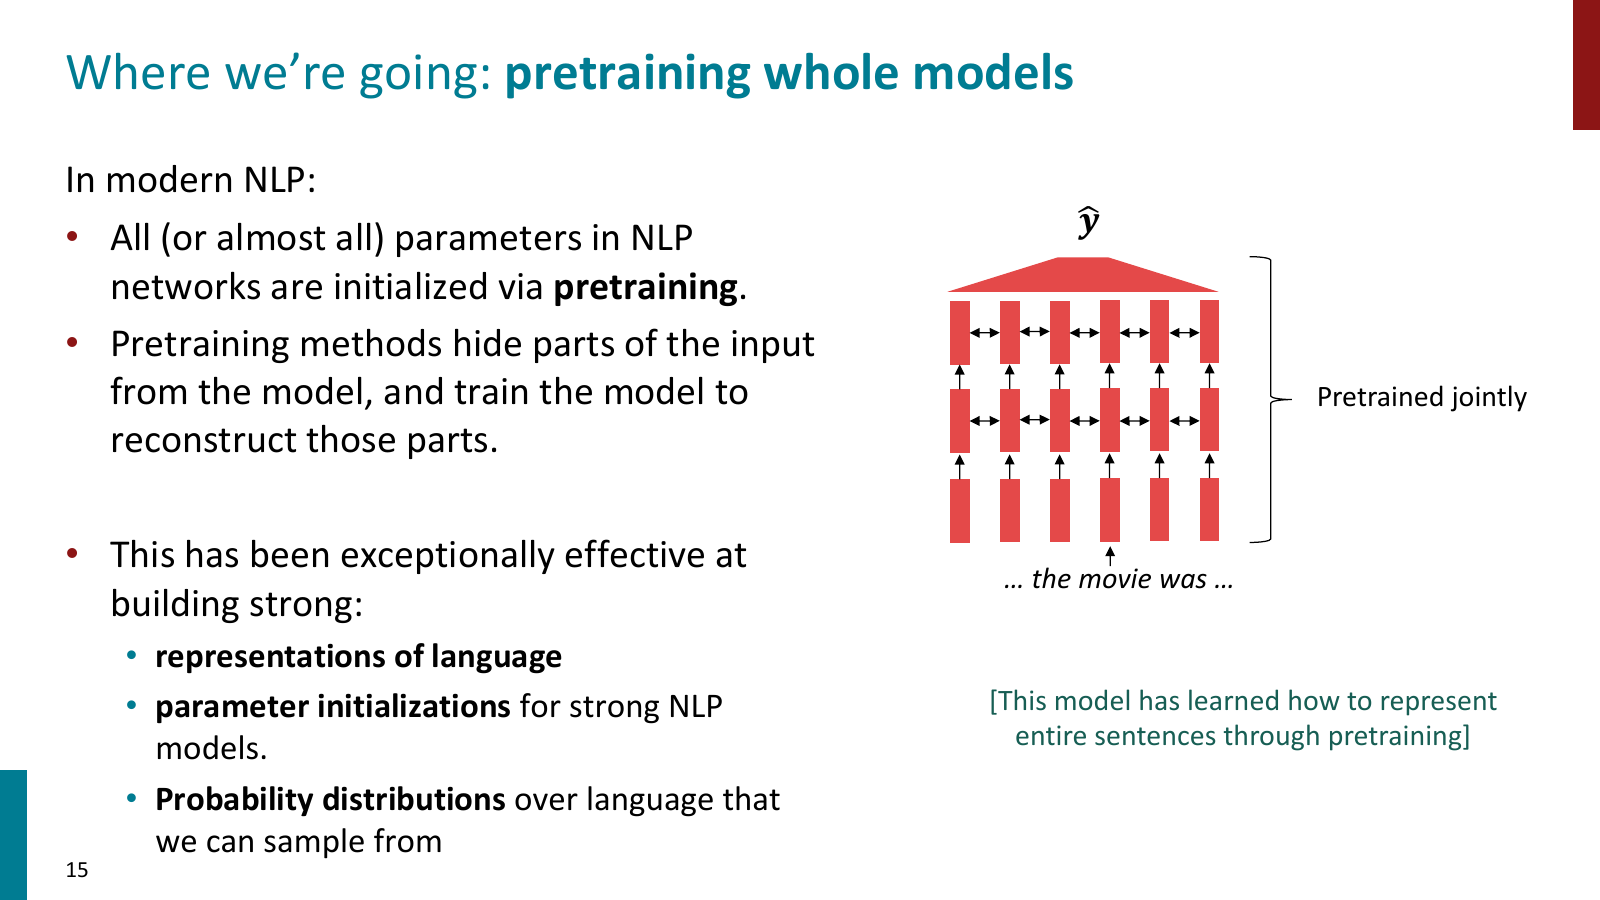 Where we’re going: pretraining whole models
In modern NLP:
• All (or almost all) parameters in NLP
networks are initialized via pretraining.
• Pretraining methods hide parts of the input
from the model, and train the model to
reconstruct those parts.
• This has been exceptionally effective at
building strong:
• representations of language
• parameter initializations for strong NLP
models.
• Probability distributions over language that
we can sample from
15
ŷ
Pretrained jointly
… the movie was …
[This model has learned how to represent
entire sentences through pretraining]